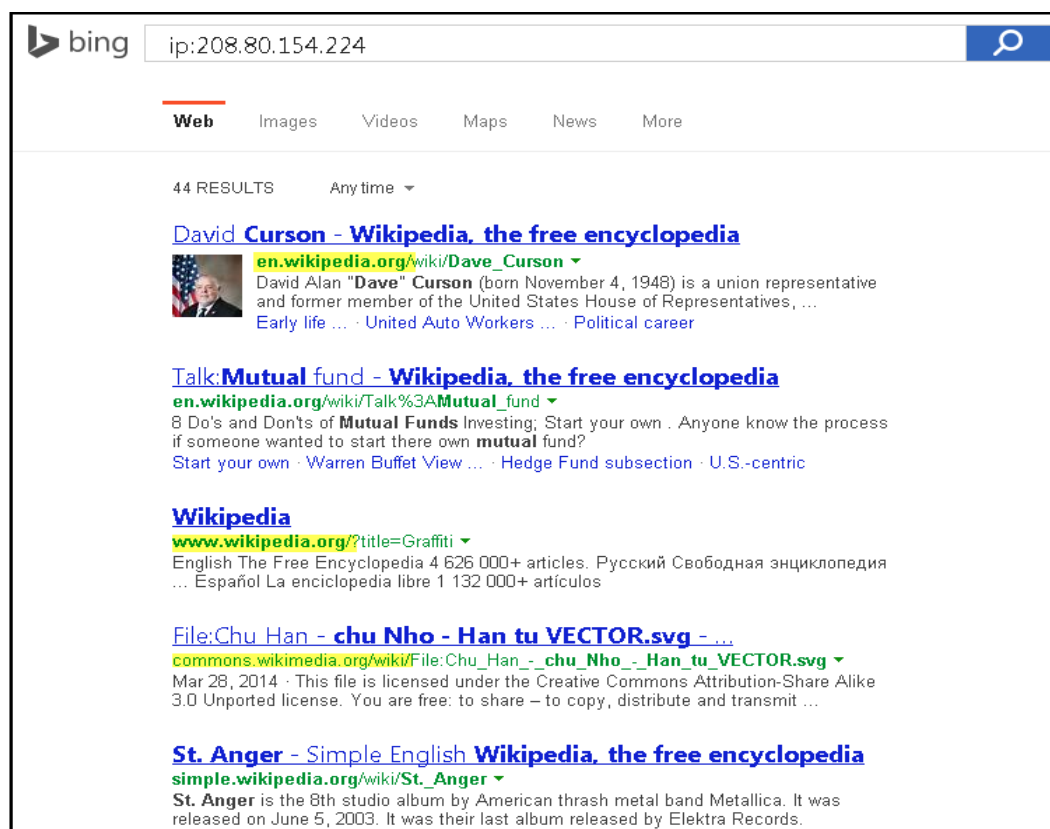 bing ip:208.80.154.224
Web Images Videos Maps News More
44 RESULTS Any time
David Curson - Wikipedia, the free encyclopedia
en.wikipedia.org/wiki/Dave_Curson
David Alan "Dave" Curson (born November 4, 1948) is a union representative
and former member of the United States House of Representatives, ...
Early life ... · United Auto Workers ... · Political career
Talk:Mutual fund - Wikipedia, the free encyclopedia
en.wikipedia.org/wiki/Talk%3AMutual_fund
8 Do's and Don'ts of Mutual Funds Investing; Start your own . Anyone know the process
if someone wanted to start there own mutual fund?
Start your own · Warren Buffet View ... · Hedge Fund subsection · U.S.-centric
Wikipedia
www.wikipedia.org/?title=Graffiti
English The Free Encyclopedia 4 626 000+ articles. Русский Свободная энциклопедия
... Español La enciclopedia libre 1 132 000+ artículos
File:Chu Han - chu Nho - Han tu VECTOR.svg - ...
commons.wikimedia.org/wiki/File:Chu_Han_-_chu_Nho_-_Han_tu_VECTOR.svg
Mar 28, 2014 · This file is licensed under the Creative Commons Attribution-Share Alike
3.0 Unported license. You are free: to share – to copy, distribute and transmit ...
St. Anger - Simple English Wikipedia, the free encyclopedia
simple.wikipedia.org/wiki/St._Anger
St. Anger is the 8th studio album by American thrash metal band Metallica. It was
released on June 5, 2003. It was their last album released by Elektra Records.